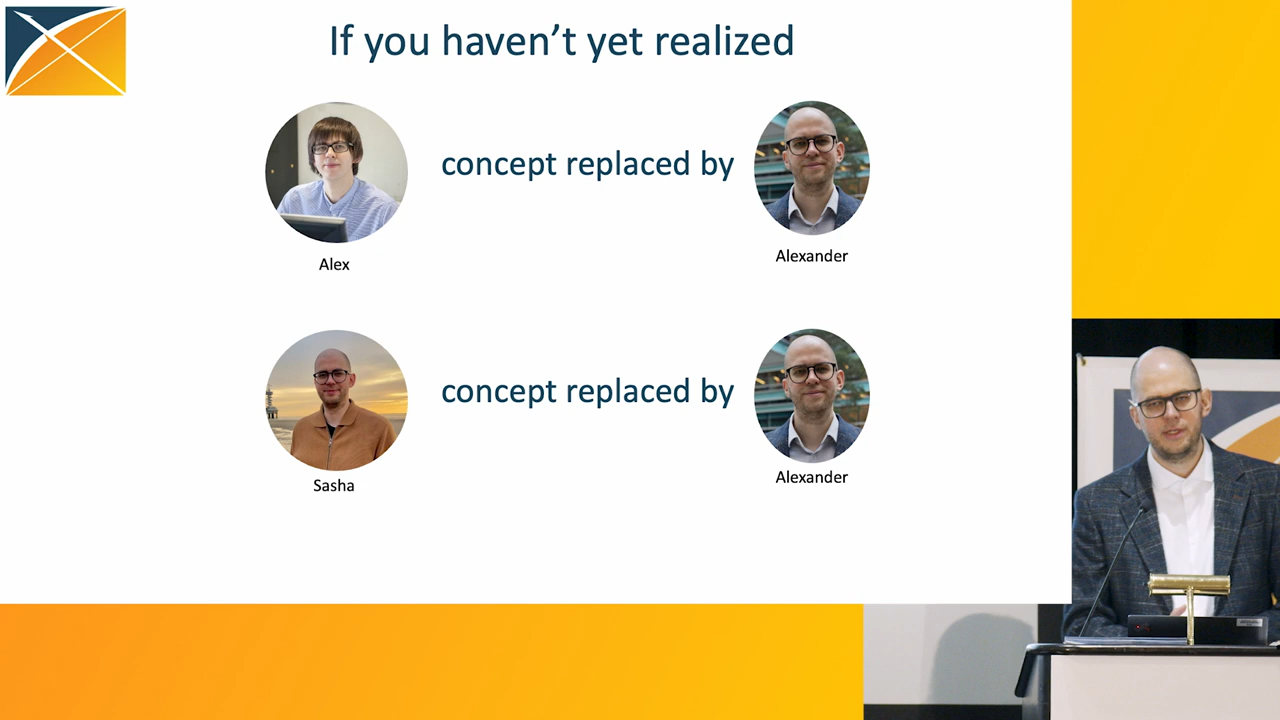 If you haven’t yet realized
concept replaced by
Alex
Alexander
concept replaced by
Sasha
Alexander